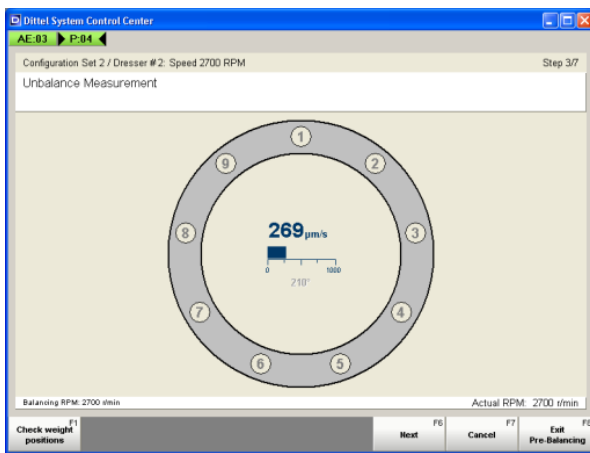 Dittel System Control Center
AE:03 P:04
Configuration Set 2 / Dresser #2: Speed 2700 RPM Step 3/7
Unbalance Measurement
1
9 2
269 µm/s
8 3
0 1000
210°
7 4
6 5
Balancing RPM: 2700 r/min Actual RPM: 2700 r/min
F1 F6 F7 F8
Check weight positions Next Cancel Exit Pre-Balancing